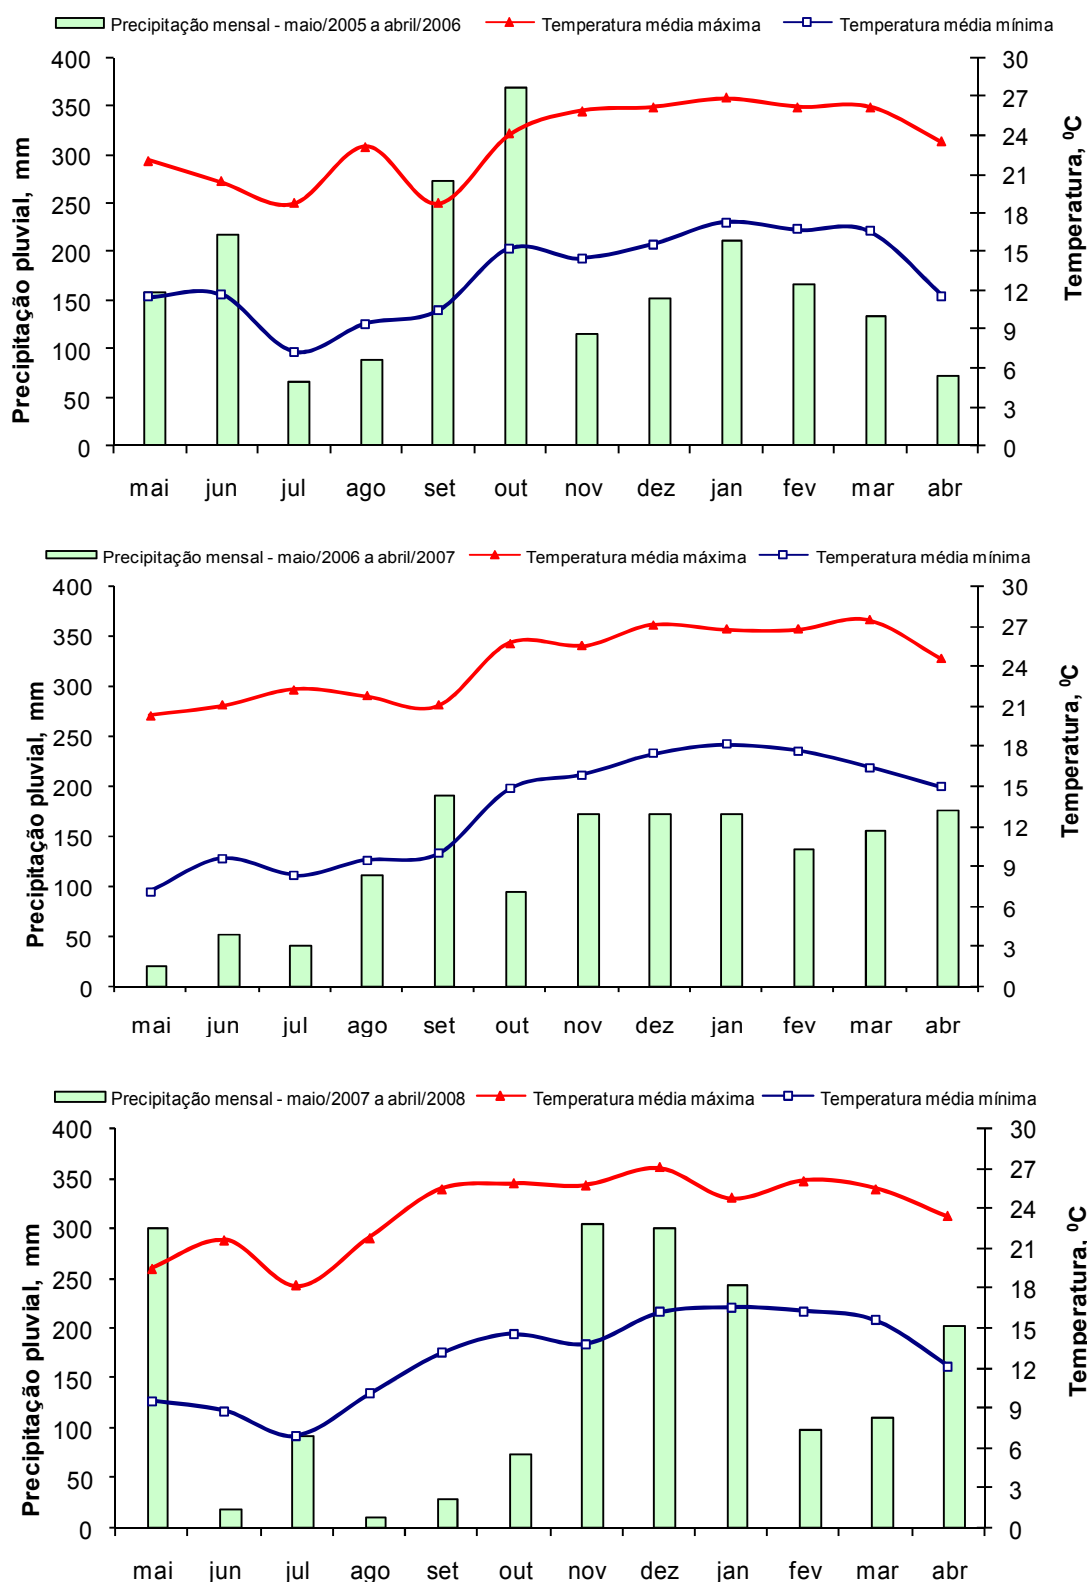 Precipitação mensal - maio/2005 a abril/2006 Temperatura média máxima Temperatura média mínima
400 30
350 27
300 24
250 21
200 18
150 15
100 12
50 9
0 6
3
0
Precipitação pluvial, mm
Temperatura, ⁰C
mai jun jul ago set out nov dez jan fev mar abr
Precipitação mensal - maio/2006 a abril/2007 Temperatura média máxima Temperatura média mínima
400 30
350 27
300 24
250 21
200 18
150 15
100 12
50 9
0 6
3
0
Precipitação pluvial, mm
Temperatura, ⁰C
mai jun jul ago set out nov dez jan fev mar abr
Precipitação mensal - maio/2007 a abril/2008 Temperatura média máxima Temperatura média mínima
400 30
350 27
300 24
250 21
200 18
150 15
100 12
50 9
0 6
3
0
Precipitação pluvial, mm
Temperatura, ⁰C
mai jun jul ago set out nov dez jan fev mar abr